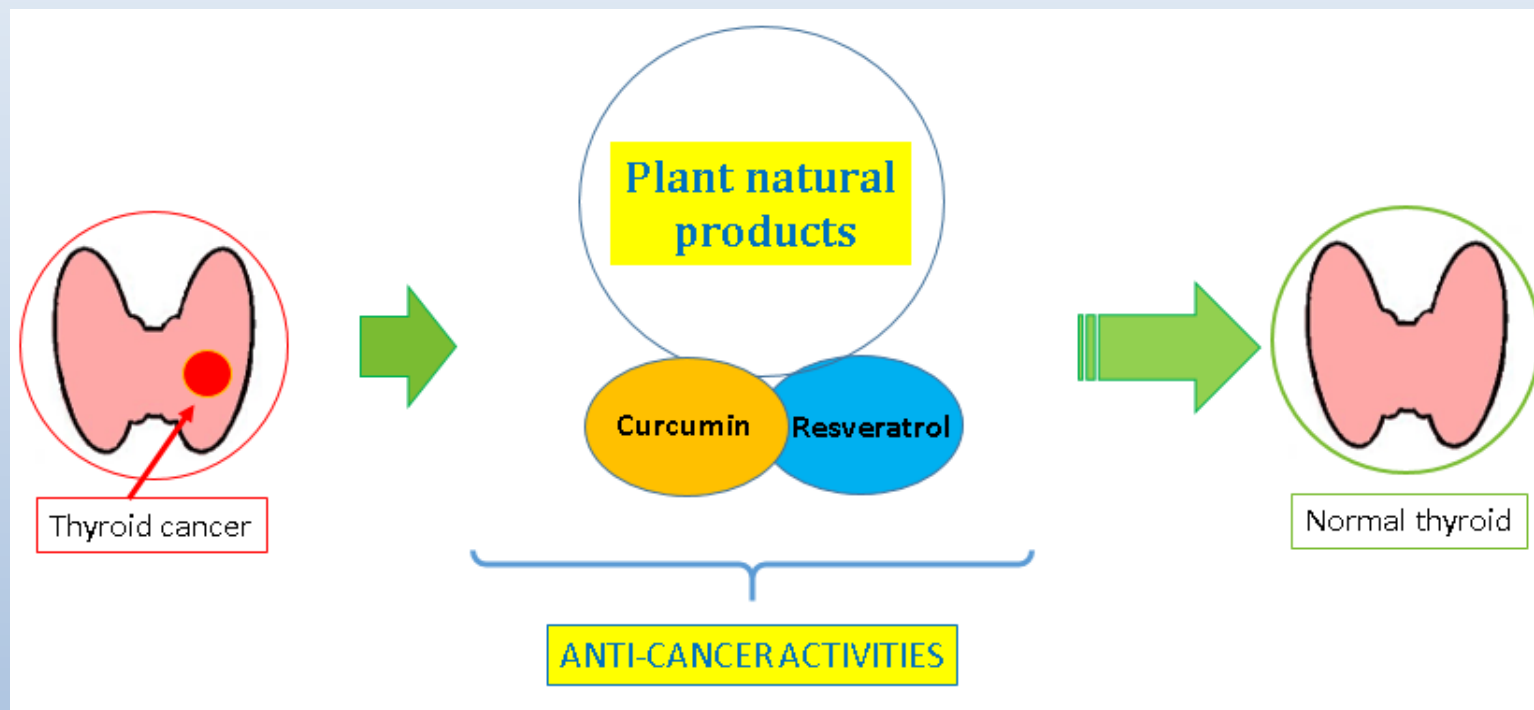 Plant natural
products
Curcumin
Resveratrol
Thyroid cancer
Normal thyroid
ANTI-CANCER ACTIVITIES